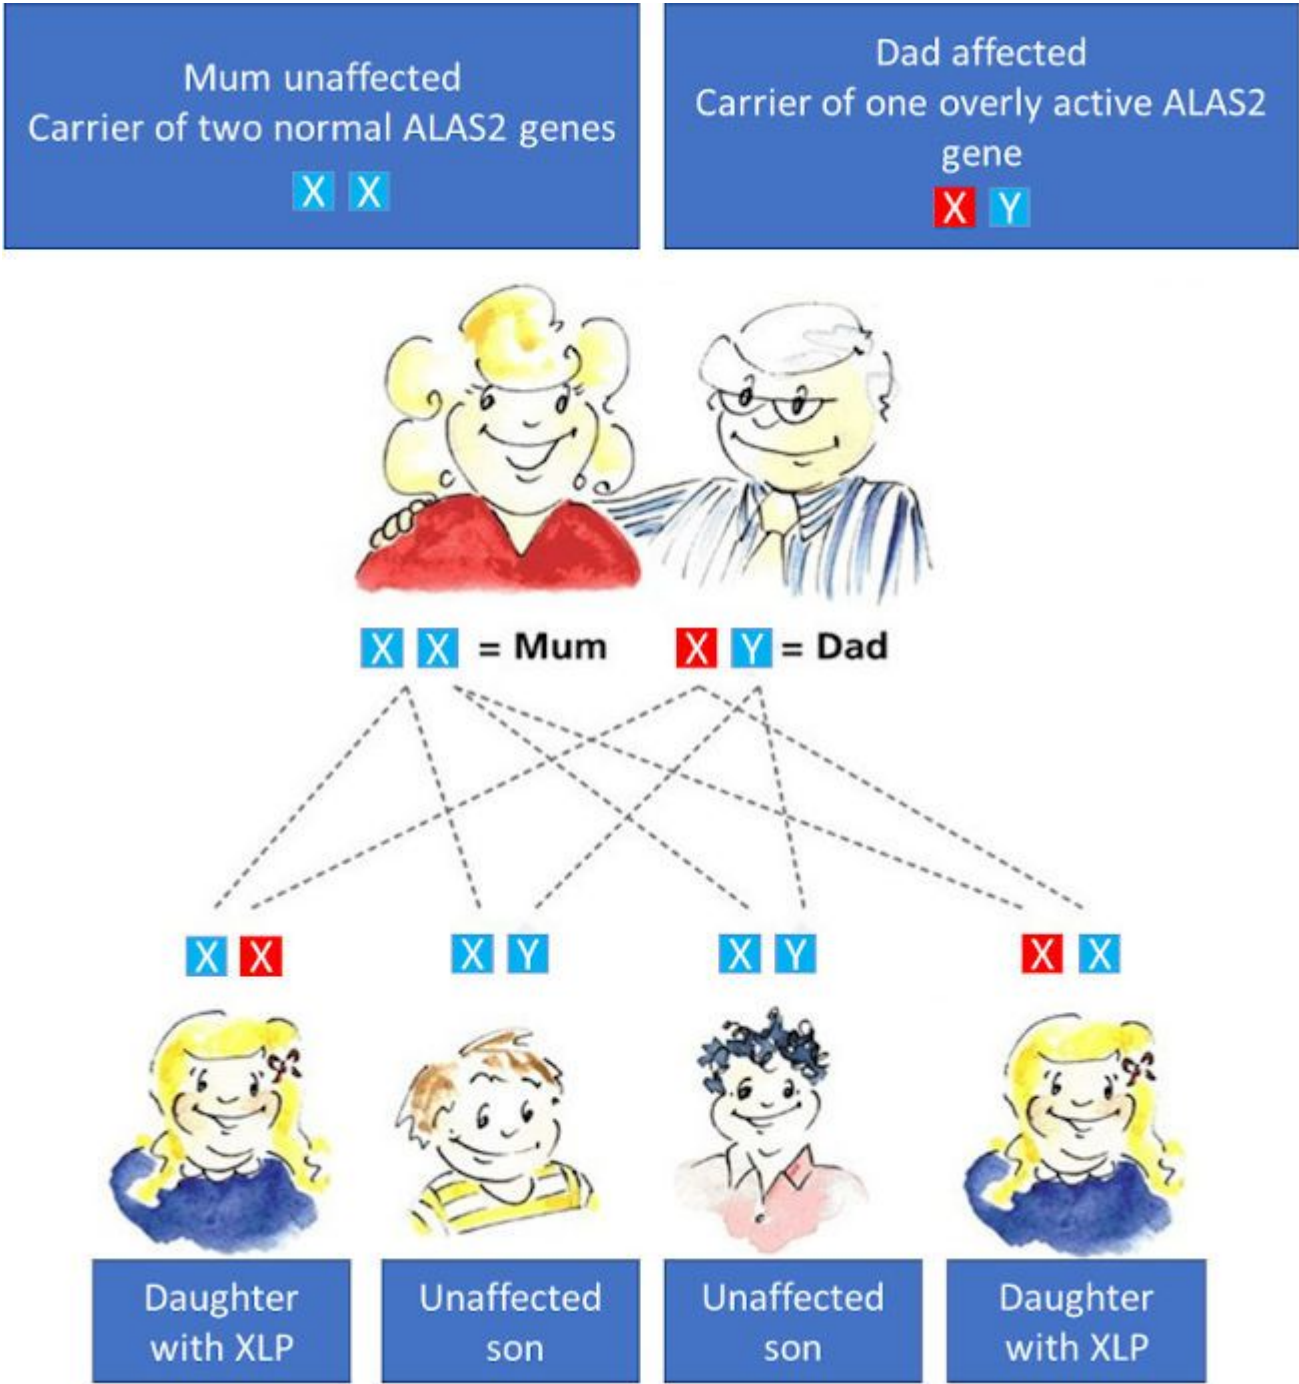 Mum unaffected
Carrier of two normal ALAS2 genes
X X
Dad affected
Carrier of one overly active ALAS2
gene
X Y
X X = Mum
X Y = Dad
X X
X Y
X Y
X X
Daughter
with XLP
Unaffected
son
Unaffected
son
Daughter
with XLP